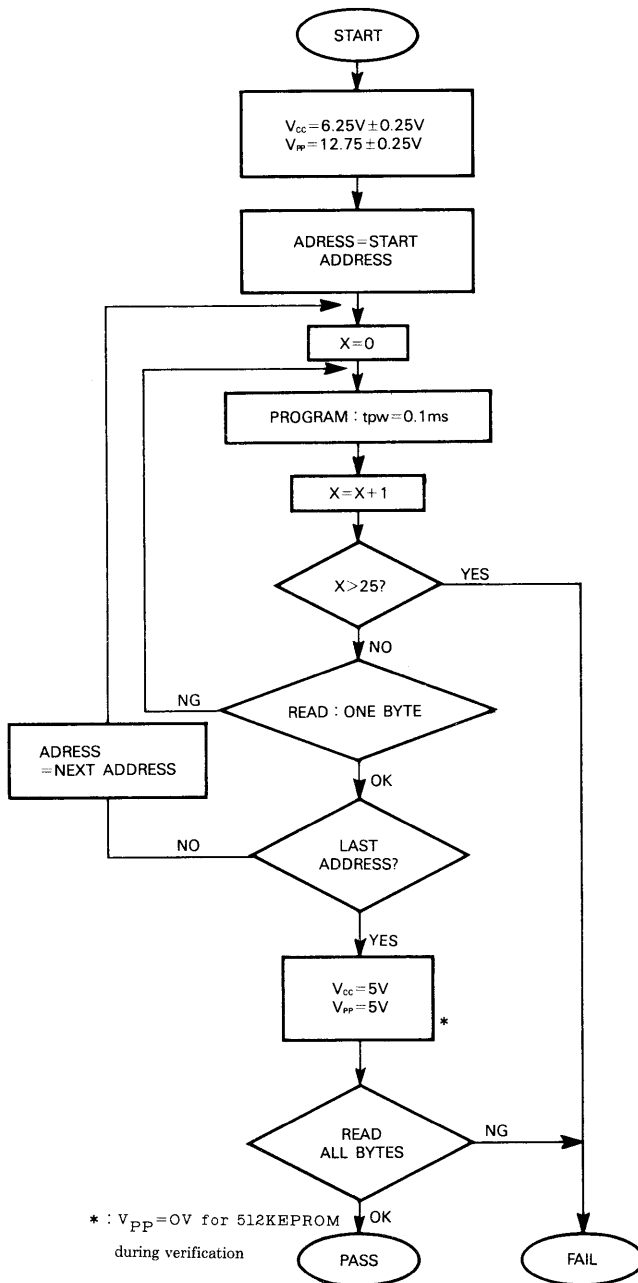 START
Vcc=6.25V±0.25V
VPP=12.75±0.25V
ADRESS=START
ADDRESS
X=0
PROGRAM : tpw=0.1ms
X=X+1
X>25?
YES
NO
NG
READ : ONE BYTE
ADRESS
=NEXT ADDRESS
OK
NO
LAST
ADDRESS?
YES
Vcc=5V
VPP=5V
*
READ
ALL BYTES
NG
* : VPP=0V for 512KEPROM
during verification
OK
PASS
FAIL